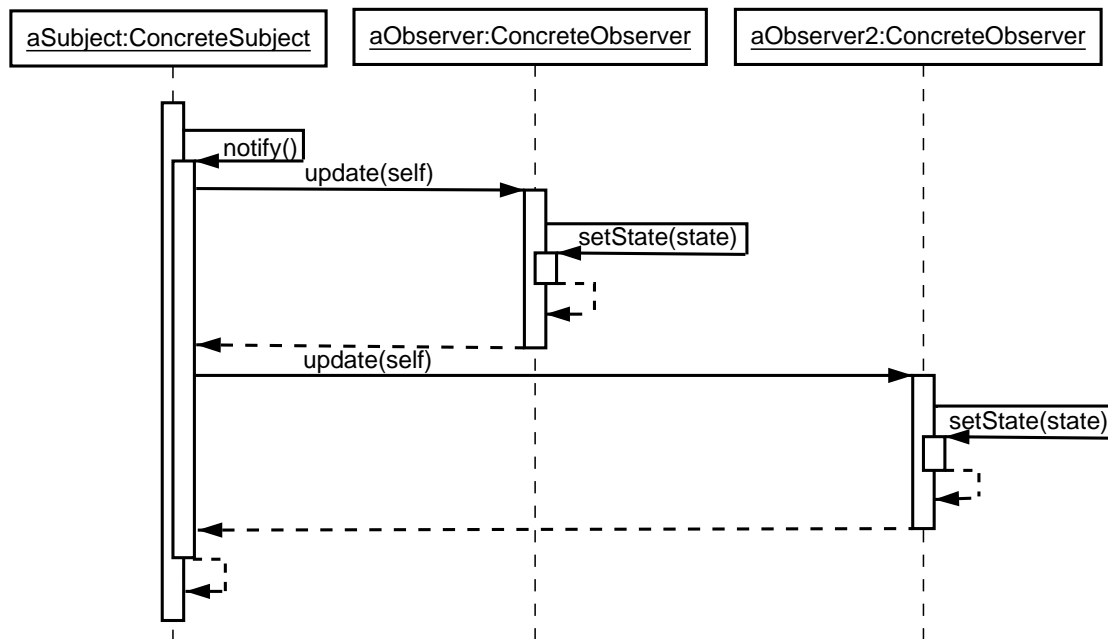 aSubject:ConcreteSubject
aObserver:ConcreteObserver
aObserver2:ConcreteObserver
notify()
update(self)
setState(state)
update(self)
setState(state)